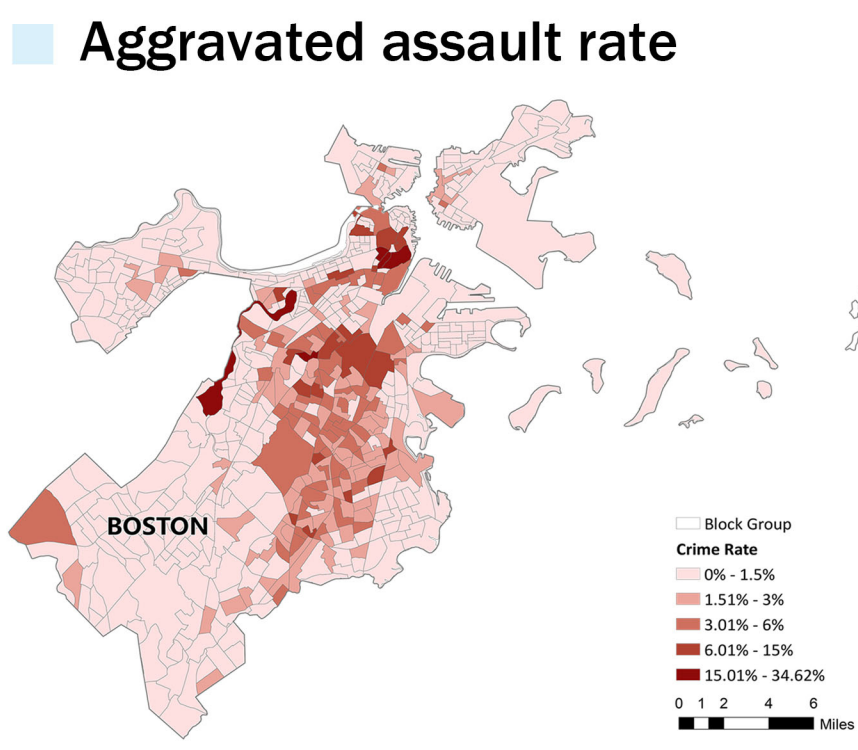 Aggravated assault rate
BOSTON
Block Group
Crime Rate
0% - 1.5%
1.51% - 3%
3.01% - 6%
6.01% - 15%
15.01% - 34.62%
0 1 2 4 6
Miles